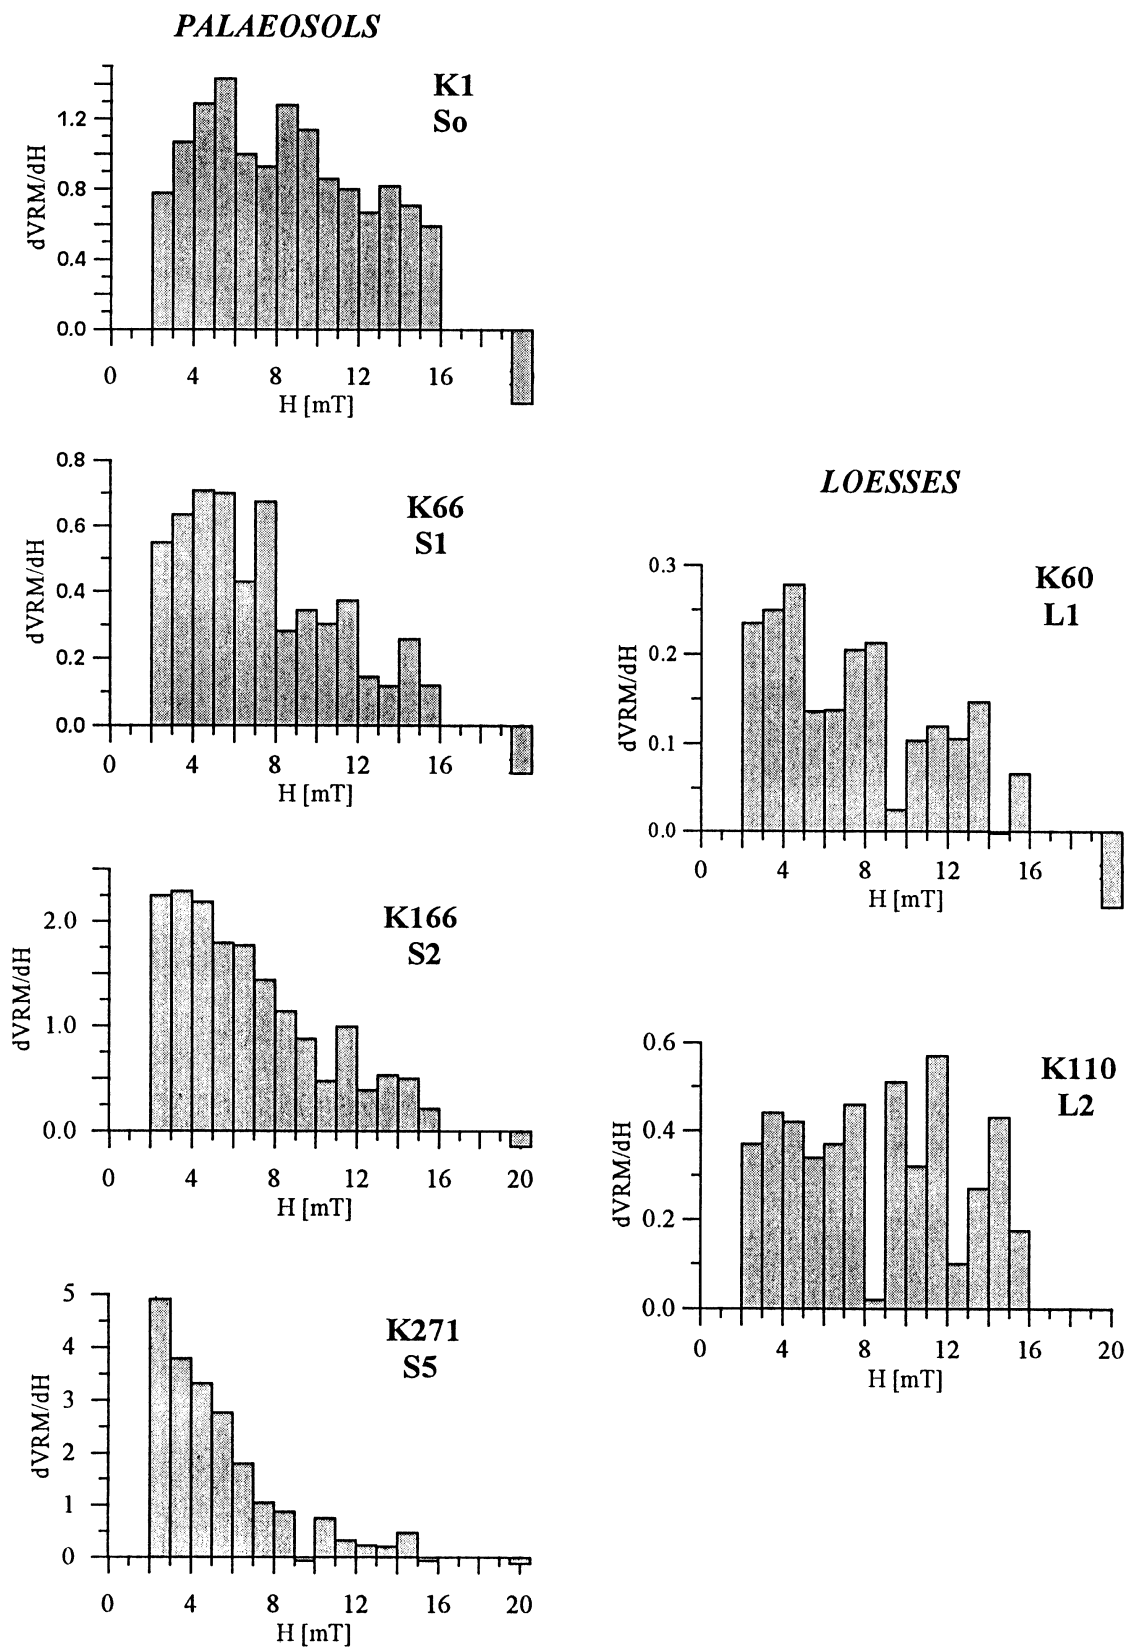 PALAEOSOLS
K1
So
dVRM/dH
1.2
0.8
0.4
0.0
0 4 8 12 16
H [mT]
K66
S1
dVRM/dH
0.8
0.6
0.4
0.2
0.0
0 4 8 12 16
H [mT]
K166
S2
dVRM/dH
2.0
1.0
0.0
0 4 8 12 16 20
H [mT]
K271
S5
dVRM/dH
5
4
3
2
1
0
0 4 8 12 16 20
H [mT]
LOESSES
K60
L1
dVRM/dH
0.3
0.2
0.1
0.0
0 4 8 12 16
H [mT]
K110
L2
dVRM/dH
0.6
0.4
0.2
0.0
0 4 8 12 16 20
H [mT]